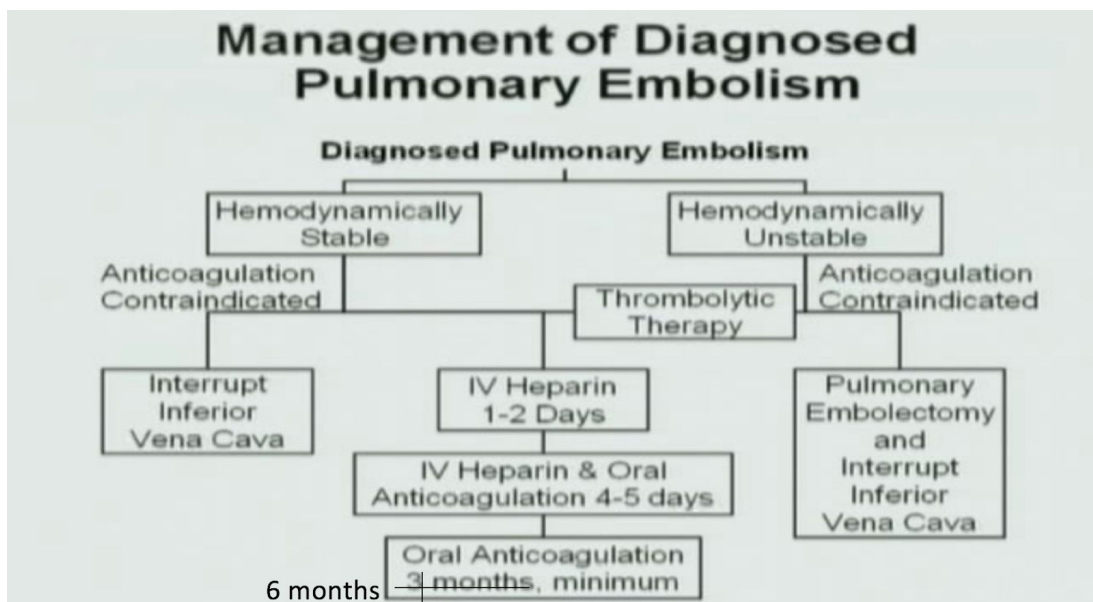 Management of Diagnosed
Pulmonary Embolism
Diagnosed Pulmonary Embolism
Hemodynamically
Stable
Hemodynamically
Unstable
Anticoagulation
Contraindicated
Thrombolytic
Therapy
Anticoagulation
Contraindicated
Interrupt
Inferior
Vena Cava
IV Heparin
1-2 Days
Pulmonary
Embolectomy
and
Interrupt
Inferior
Vena Cava
IV Heparin & Oral
Anticoagulation 4-5 days
Oral Anticoagulation
3 months, minimum
6 months